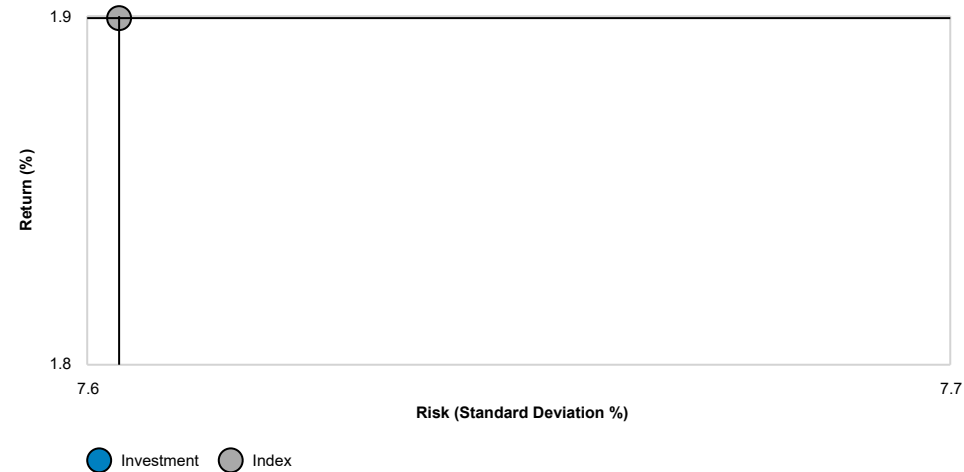 1.9
Return (%)
1.8
7.6
7.7
Risk (Standard Deviation %)
Investment
Index